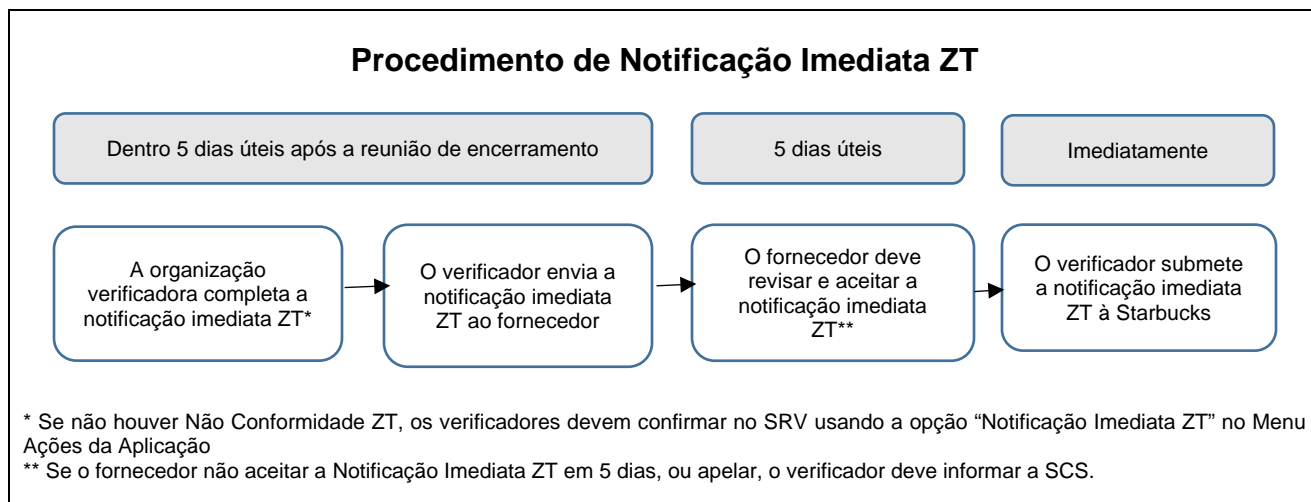 Procedimento de Notificação Imediata ZT
Dentro 5 dias úteis após a reunião de encerramento
5 dias úteis
Imediatamente
A organização
verificadora completa a
notificação imediata ZT*
O verificador envia a
notificação imediata
ZT ao fornecedor
O fornecedor deve
revisar e aceitar a
notificação imediata
ZT**
O verificador submete
a notificação imediata
ZT à Starbucks
* Se não houver Não Conformidade ZT, os verificadores devem confirmar no SRV usando a opção “Notificação Imediata ZT” no Menu
Ações da Aplicação
** Se o fornecedor não aceitar a Notificação Imediata ZT em 5 dias, ou apelar, o verificador deve informar a SCS.